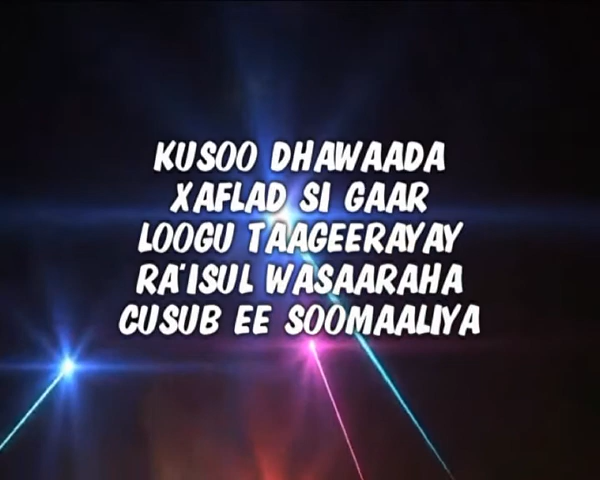 KUSOO DHAWAADA
XAFLAD SI GAAR
LOOGU TAAGEERAYAY
RA'ISUL WASAARAHA
CUSUB EE SOOMAALIYA